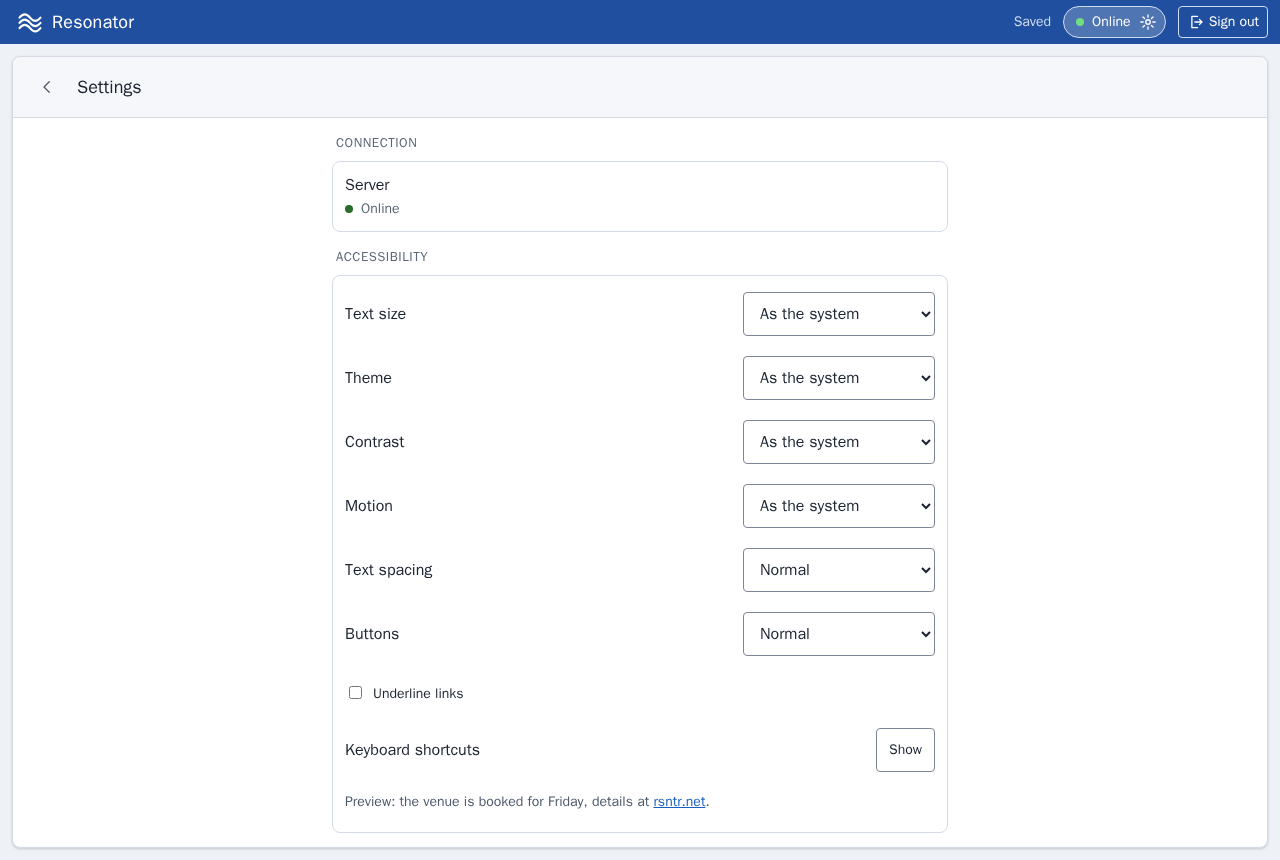 Resonator
Saved
Online
Sign out
Settings
CONNECTION
Server
Online
ACCESSIBILITY
Text size
As the system
Theme
As the system
Contrast
As the system
Motion
As the system
Text spacing
Normal
Buttons
Normal
Underline links
Keyboard shortcuts
Show
Preview: the venue is booked for Friday, details at rsntr.net.